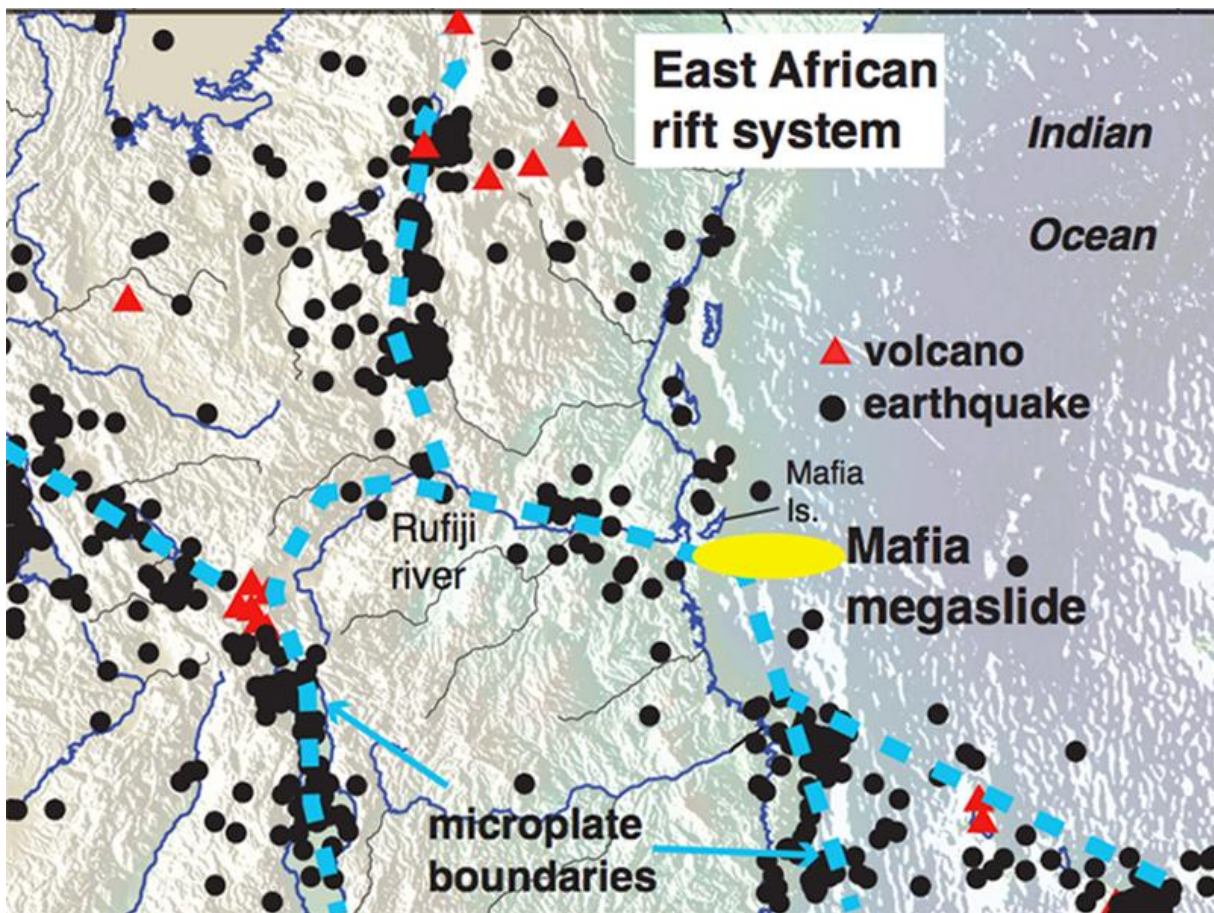 East African
rift system
Indian
Ocean
volcano
earthquake
Mafia
Is.
Rufiji
river
Mafia
megaslide
microplate
boundaries